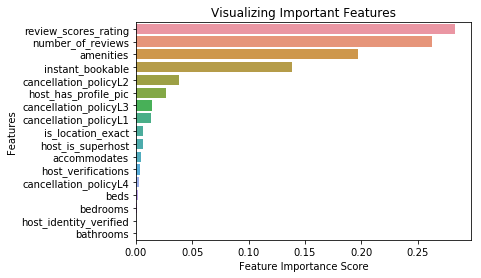 Visualizing Important Features
review_scores_rating
number_of_reviews
amenities
instant_bookable
cancellation_policyL2
host_has_profile_pic
cancellation_policyL3
cancellation_policyL1
is_location_exact
host_is_superhost
accommodates
host_verifications
cancellation_policyL4
beds
bedrooms
host_identity_verified
bathrooms
Features
0.00 0.05 0.10 0.15 0.20 0.25
Feature Importance Score